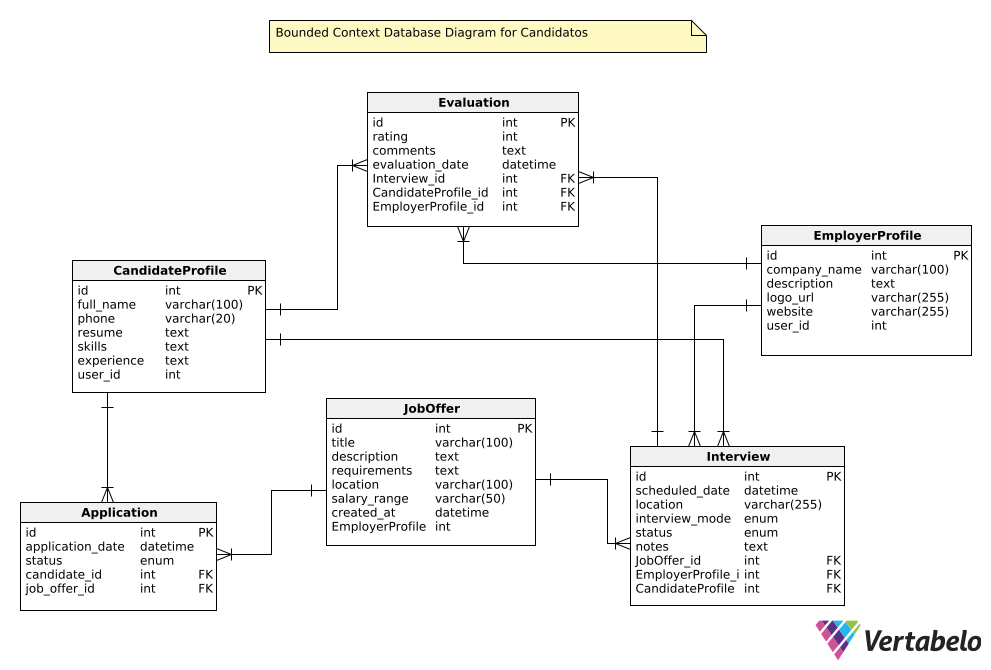 Bounded Context Database Diagram for Candidatos
Evaluation
id int PK
rating int
comments text
evaluation_date datetime
Interview_id int FK
CandidateProfile_id int FK
EmployerProfile_id int FK
EmployerProfile
id int PK
company_name varchar(100)
description text
logo_url varchar(255)
website varchar(255)
user_id int
CandidateProfile
id int PK
full_name varchar(100)
phone varchar(20)
resume text
skills text
experience text
user_id int
JobOffer
id int PK
title varchar(100)
description text
requirements text
location varchar(100)
salary_range varchar(50)
created_at datetime
EmployerProfile int
Interview
id int PK
scheduled_date datetime
location varchar(255)
interview_mode enum
status enum
notes text
JobOffer_id int FK
EmployerProfile_i int FK
CandidateProfile int FK
Application
id int PK
application_date datetime
status enum
candidate_id int FK
job_offer_id int FK
Vertabelo